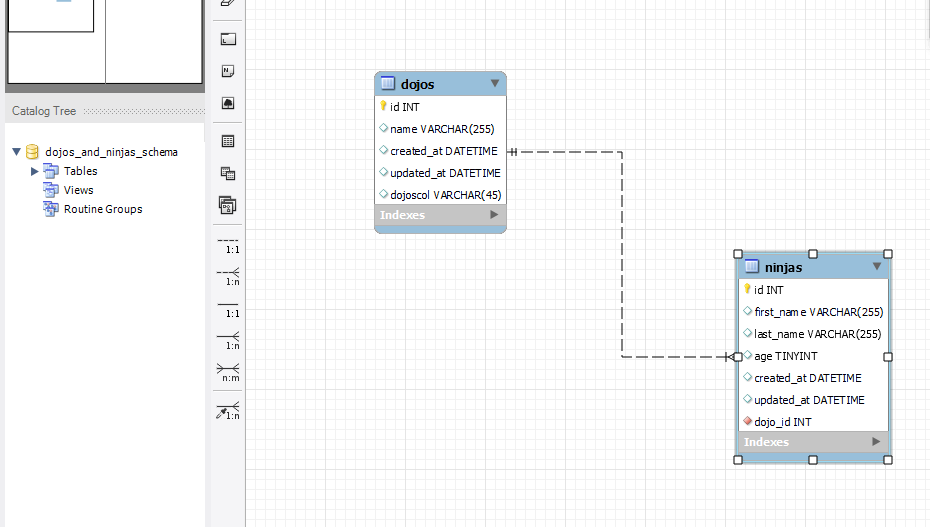 Catalog Tree
dojos_and_ninjas_schema
Tables
Views
Routine Groups
1:1
1:n
1:1
1:n
n:m
1:n
dojos
id INT
name VARCHAR(255)
created_at DATETIME
updated_at DATETIME
dojoscol VARCHAR(45)
Indexes
ninjas
id INT
first_name VARCHAR(255)
last_name VARCHAR(255)
age TINYINT
created_at DATETIME
updated_at DATETIME
dojo_id INT
Indexes